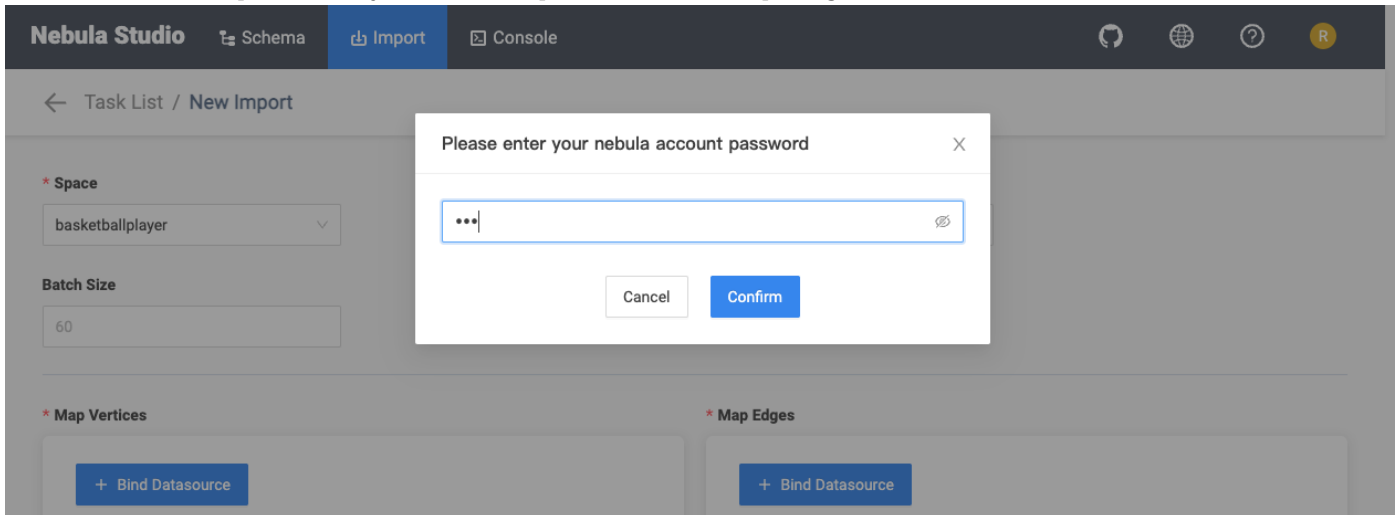 Nebula Studio Schema Import Console R
Task List / New Import
Please enter your nebula account password
* Space
basketballplayer
•••
Batch Size
Cancel Confirm
60
* Map Vertices * Map Edges
+ Bind Datasource + Bind Datasource